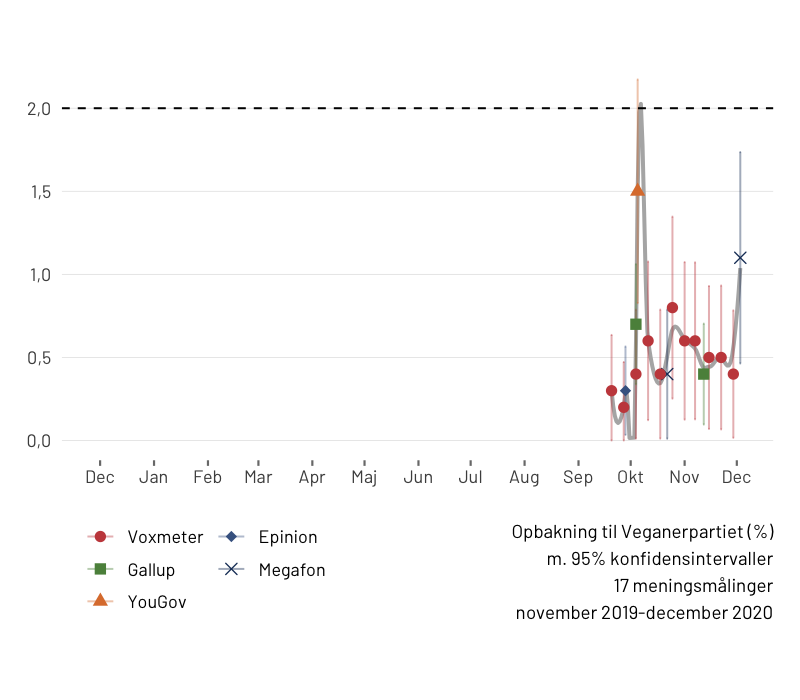 2,0
1,5
1,0
0,5
0,0
Dec Jan Feb Mar Apr Maj Jun Jul Aug Sep Okt Nov Dec
Voxmeter Epinion
Gallup Megafon
YouGov
Opbakning til Veganerpartiet (%)
m. 95% konfidensintervaller
17 meningsmålinger
november 2019-december 2020